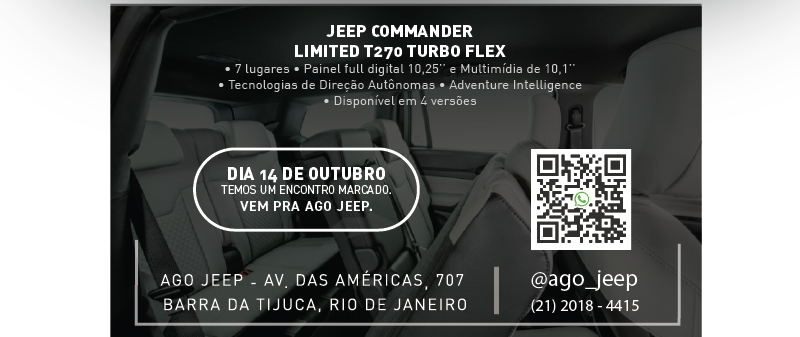 JEEP COMMANDER
LIMITED T270 TURBO FLEX
• 7 lugares • Painel full digital 10,25'' e Multimídia de 10,1''
• Tecnologias de Direção Autônomas • Adventure Intelligence
• Disponível em 4 versões
DIA 14 DE OUTUBRO
TEMOS UM ENCONTRO MARCADO.
VEM PRA AGO JEEP.
AGO JEEP - AV. DAS AMÉRICAS, 707
BARRA DA TIJUCA, RIO DE JANEIRO
@ago_jeep
(21) 2018 - 4415